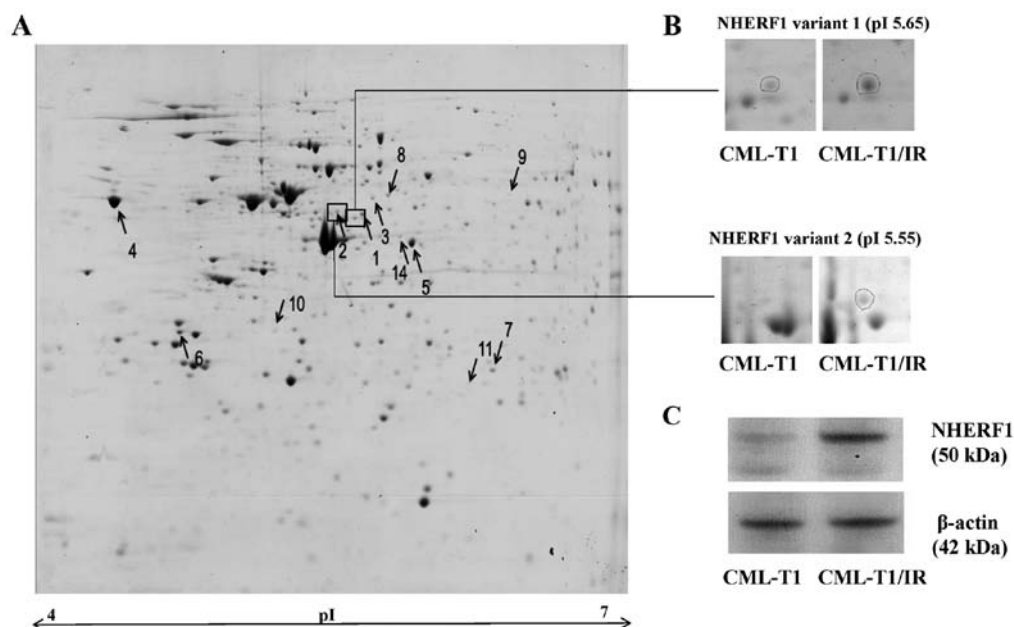 A
8
9
4
2
3
1
14
5
10
7
11
6
4 pI 7
B
NHERF1 variant 1 (pI 5.65)
CML-T1 CML-T1/IR
NHERF1 variant 2 (pI 5.55)
CML-T1 CML-T1/IR
C
NHERF1
(50 kDa)
β-actin
(42 kDa)
CML-T1 CML-T1/IR